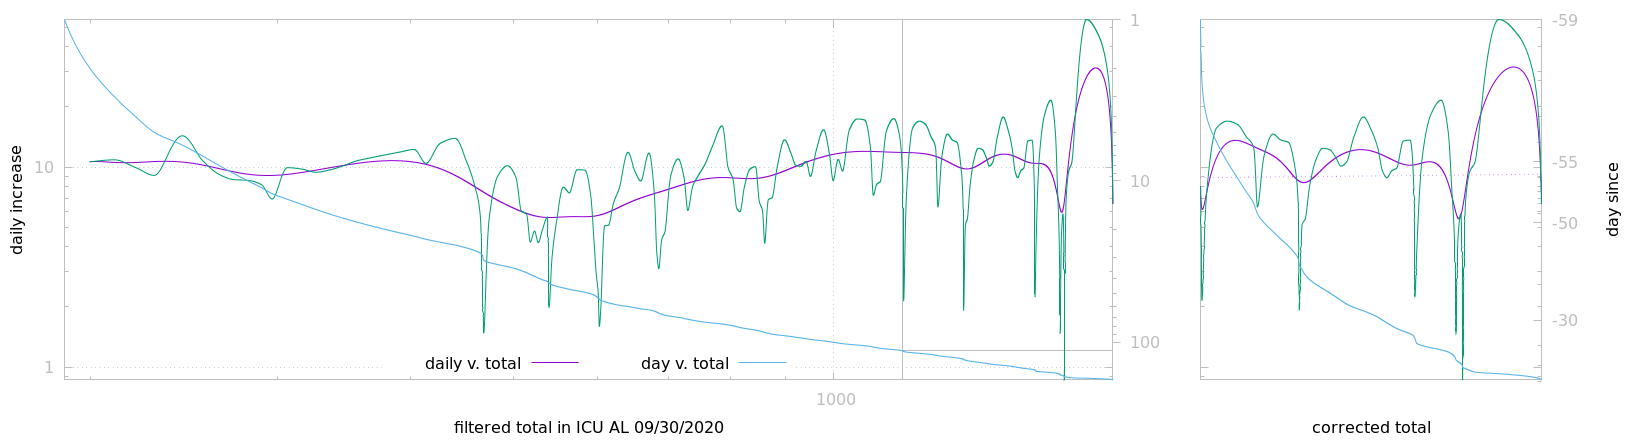 daily increase
10
1
daily v. total
day v. total
1000
filtered total in ICU AL 09/30/2020
1
10
100
-59
-55
-50
-30
day since
corrected total